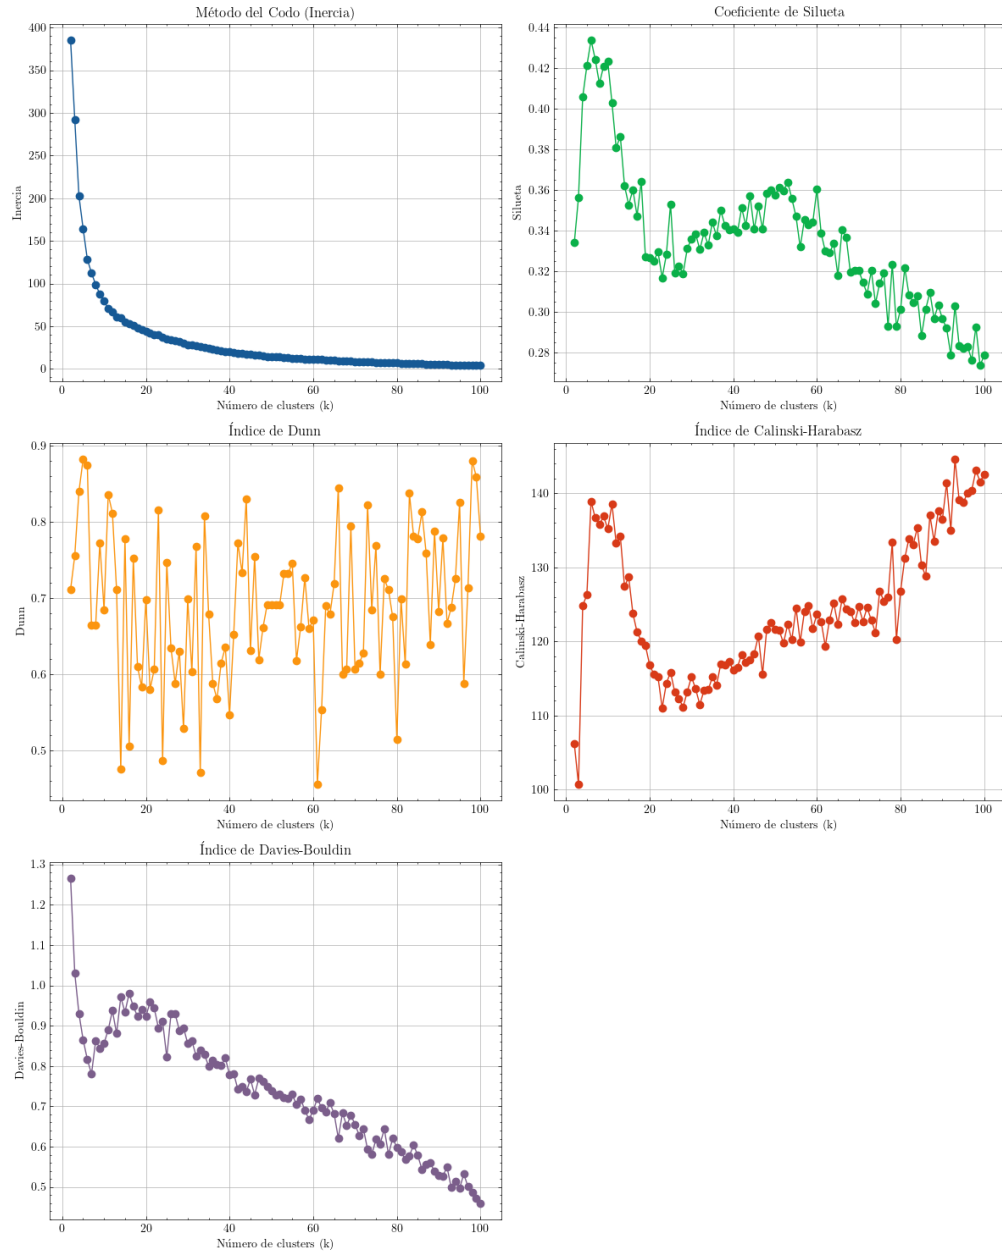 Método del Codo (Inercia)
400
350
300
250
200
150
100
50
0
Inercia
0 20 40 60 80 100
Número de clusters (k)
Coeficiente de Silueta
0.44
0.42
0.40
0.38
0.36
0.34
0.32
0.30
0.28
Silueta
0 20 40 60 80 100
Número de clusters (k)
Índice de Dunn
0.9
0.8
0.7
0.6
0.5
Dunn
0 20 40 60 80 100
Número de clusters (k)
Índice de Calinski-Harabasz
140
130
120
110
100
Calinski-Harabasz
0 20 40 60 80 100
Número de clusters (k)
Índice de Davies-Bouldin
1.3
1.2
1.1
1.0
0.9
0.8
0.7
0.6
0.5
Davies-Bouldin
0 20 40 60 80 100
Número de clusters (k)